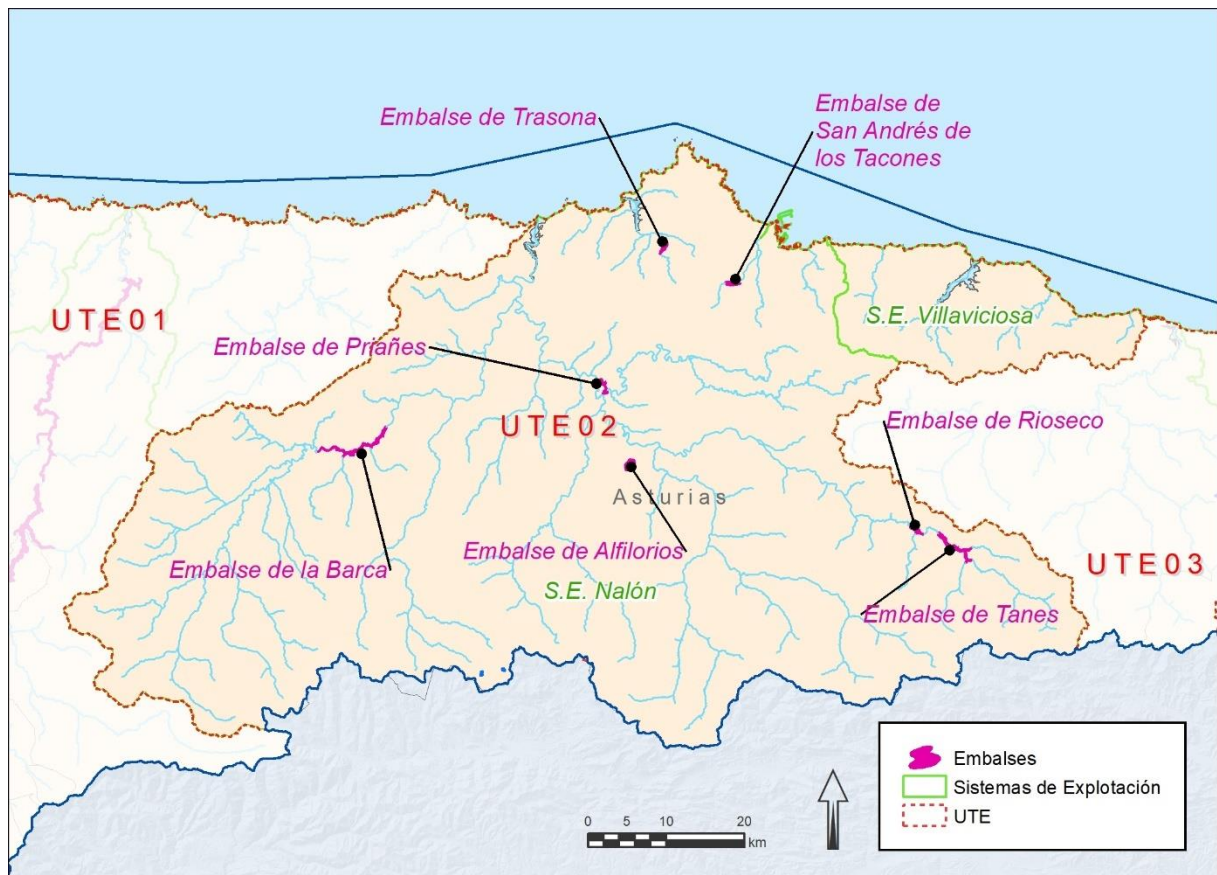 Embalse de Trasona
Embalse de
San Andrés de
los Tacones
UTE01
S.E. Villaviciosa
Embalse de Priañes
UTE02
Embalse de Rioseco
Asturias
Embalse de Alfilorios
Embalse de la Barca
UTE03
S.E. Nalón
Embalse de Tanes
Embalses
Sistemas de Explotación
UTE
0 5 10 20
km